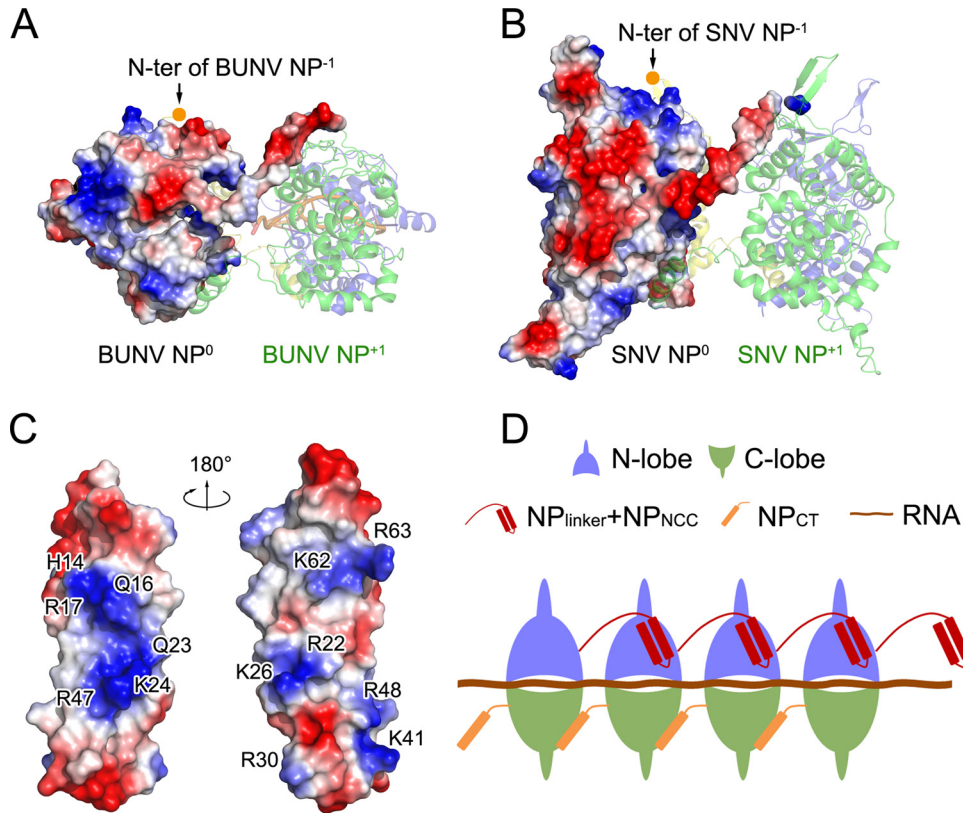 A
N-ter of BUNV NP⁻¹
BUNV NP⁰
BUNV NP⁺¹
B
N-ter of SNV NP⁻¹
SNV NP⁰
SNV NP⁺¹
C
180°
H14
Q16
R17
Q23
K24
R47
R63
K62
R22
K26
R48
K41
R30
D
N-lobe
C-lobe
NPlinker+NPNCC
NPCT
RNA